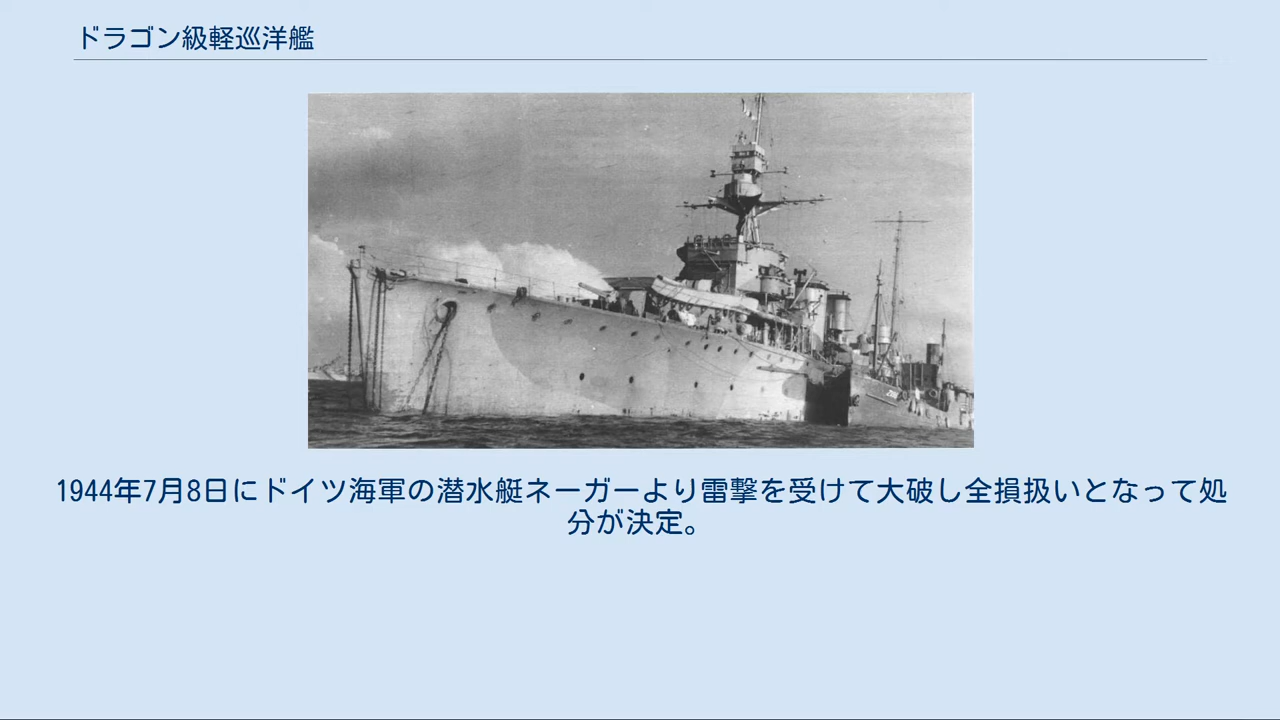 ドラゴン級軽巡洋艦
1944年7月8日にドイツ海軍の潜水艇ネーガーより雷撃を受けて大破し全損扱いとなって処
分が決定。